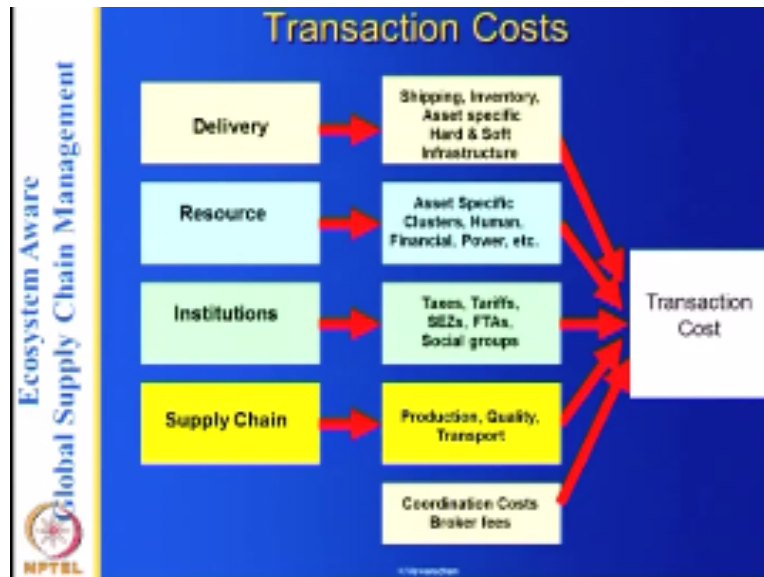 Transaction Costs
Ecosystem Aware
Global Supply Chain Management
Delivery
Shipping, Inventory,
Asset specific
Hard & Soft
Infrastructure
Resource
Asset Specific
Clusters, Human,
Financial, Power, etc.
Institutions
Taxes, Tariffs,
SEZs, FTAs,
Social groups
Supply Chain
Production, Quality,
Transport
Coordination Costs
Broker fees
Transaction
Cost
NPTEL